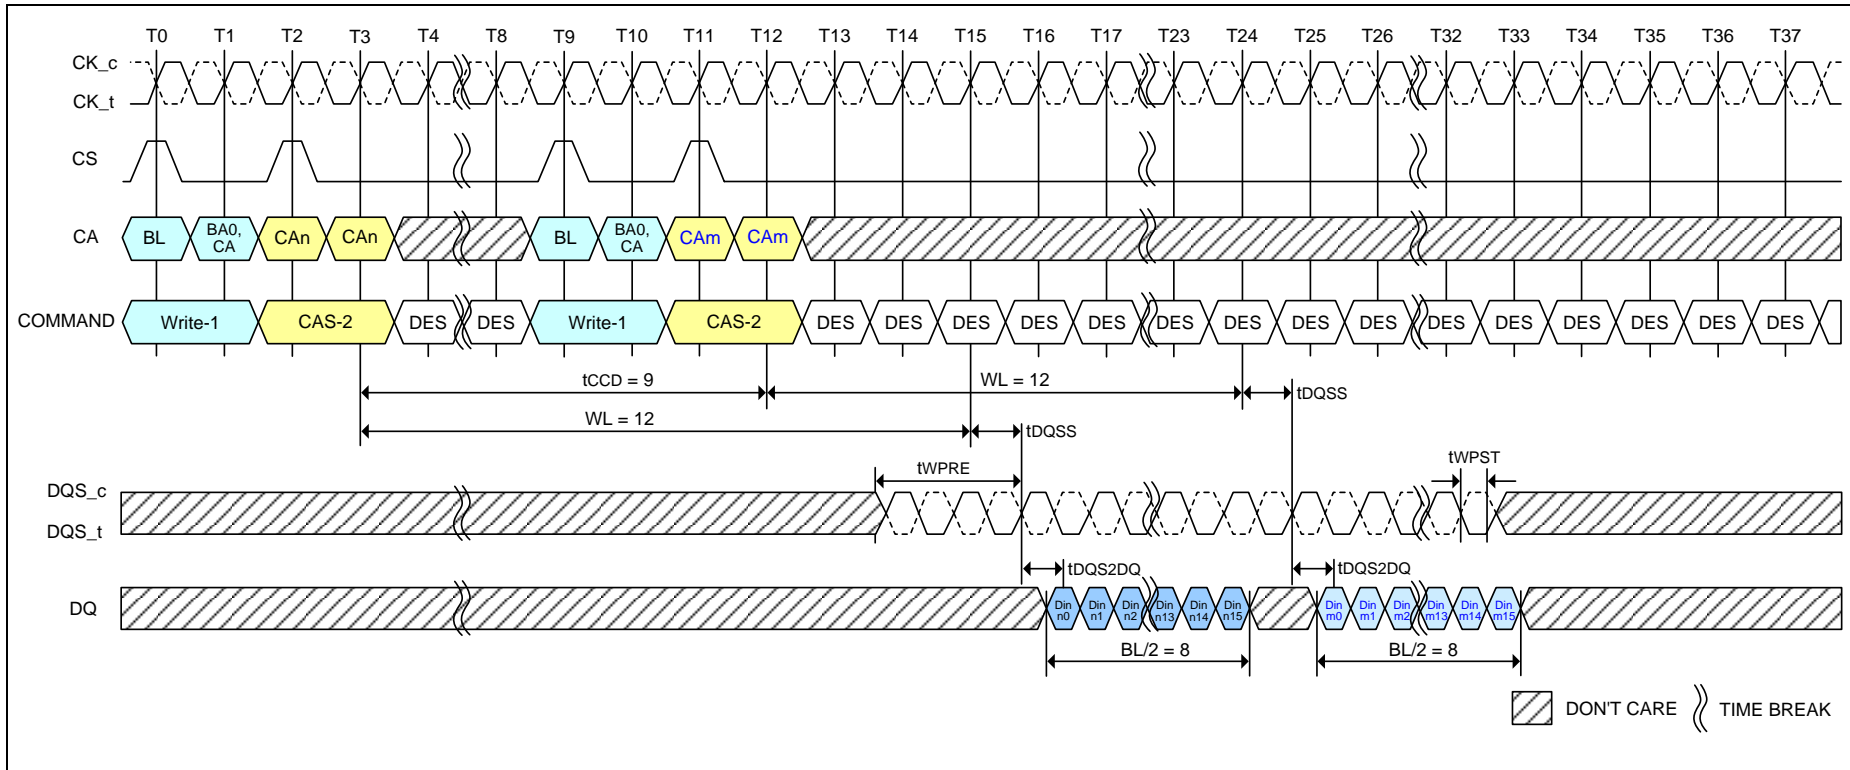 T0 T1 T2 T3 T4 T8 T9 T10 T11 T12 T13 T14 T15 T16 T17 T23 T24 T25 T26 T32 T33 T34 T35 T36 T37
CK_c
CK_t
CS
CA BL BA0, CA CAn CAn BL BA0, CA CAm CAm
COMMAND Write-1 CAS-2 DES DES Write-1 CAS-2 DES DES DES DES DES DES DES DES DES DES DES DES DES DES DES
tCCD = 9 WL = 12 tDQSS
WL = 12 tDQSS
tWPRE tWPST
DQS_c
DQS_t
tDQS2DQ tDQS2DQ
DQ Din n0 Din n1 Din n2 Din n13 Din n14 Din n15 Din m0 Din m1 Din m2 Din m13 Din m14 Din m15
BL/2 = 8 BL/2 = 8
DON'T CARE TIME BREAK